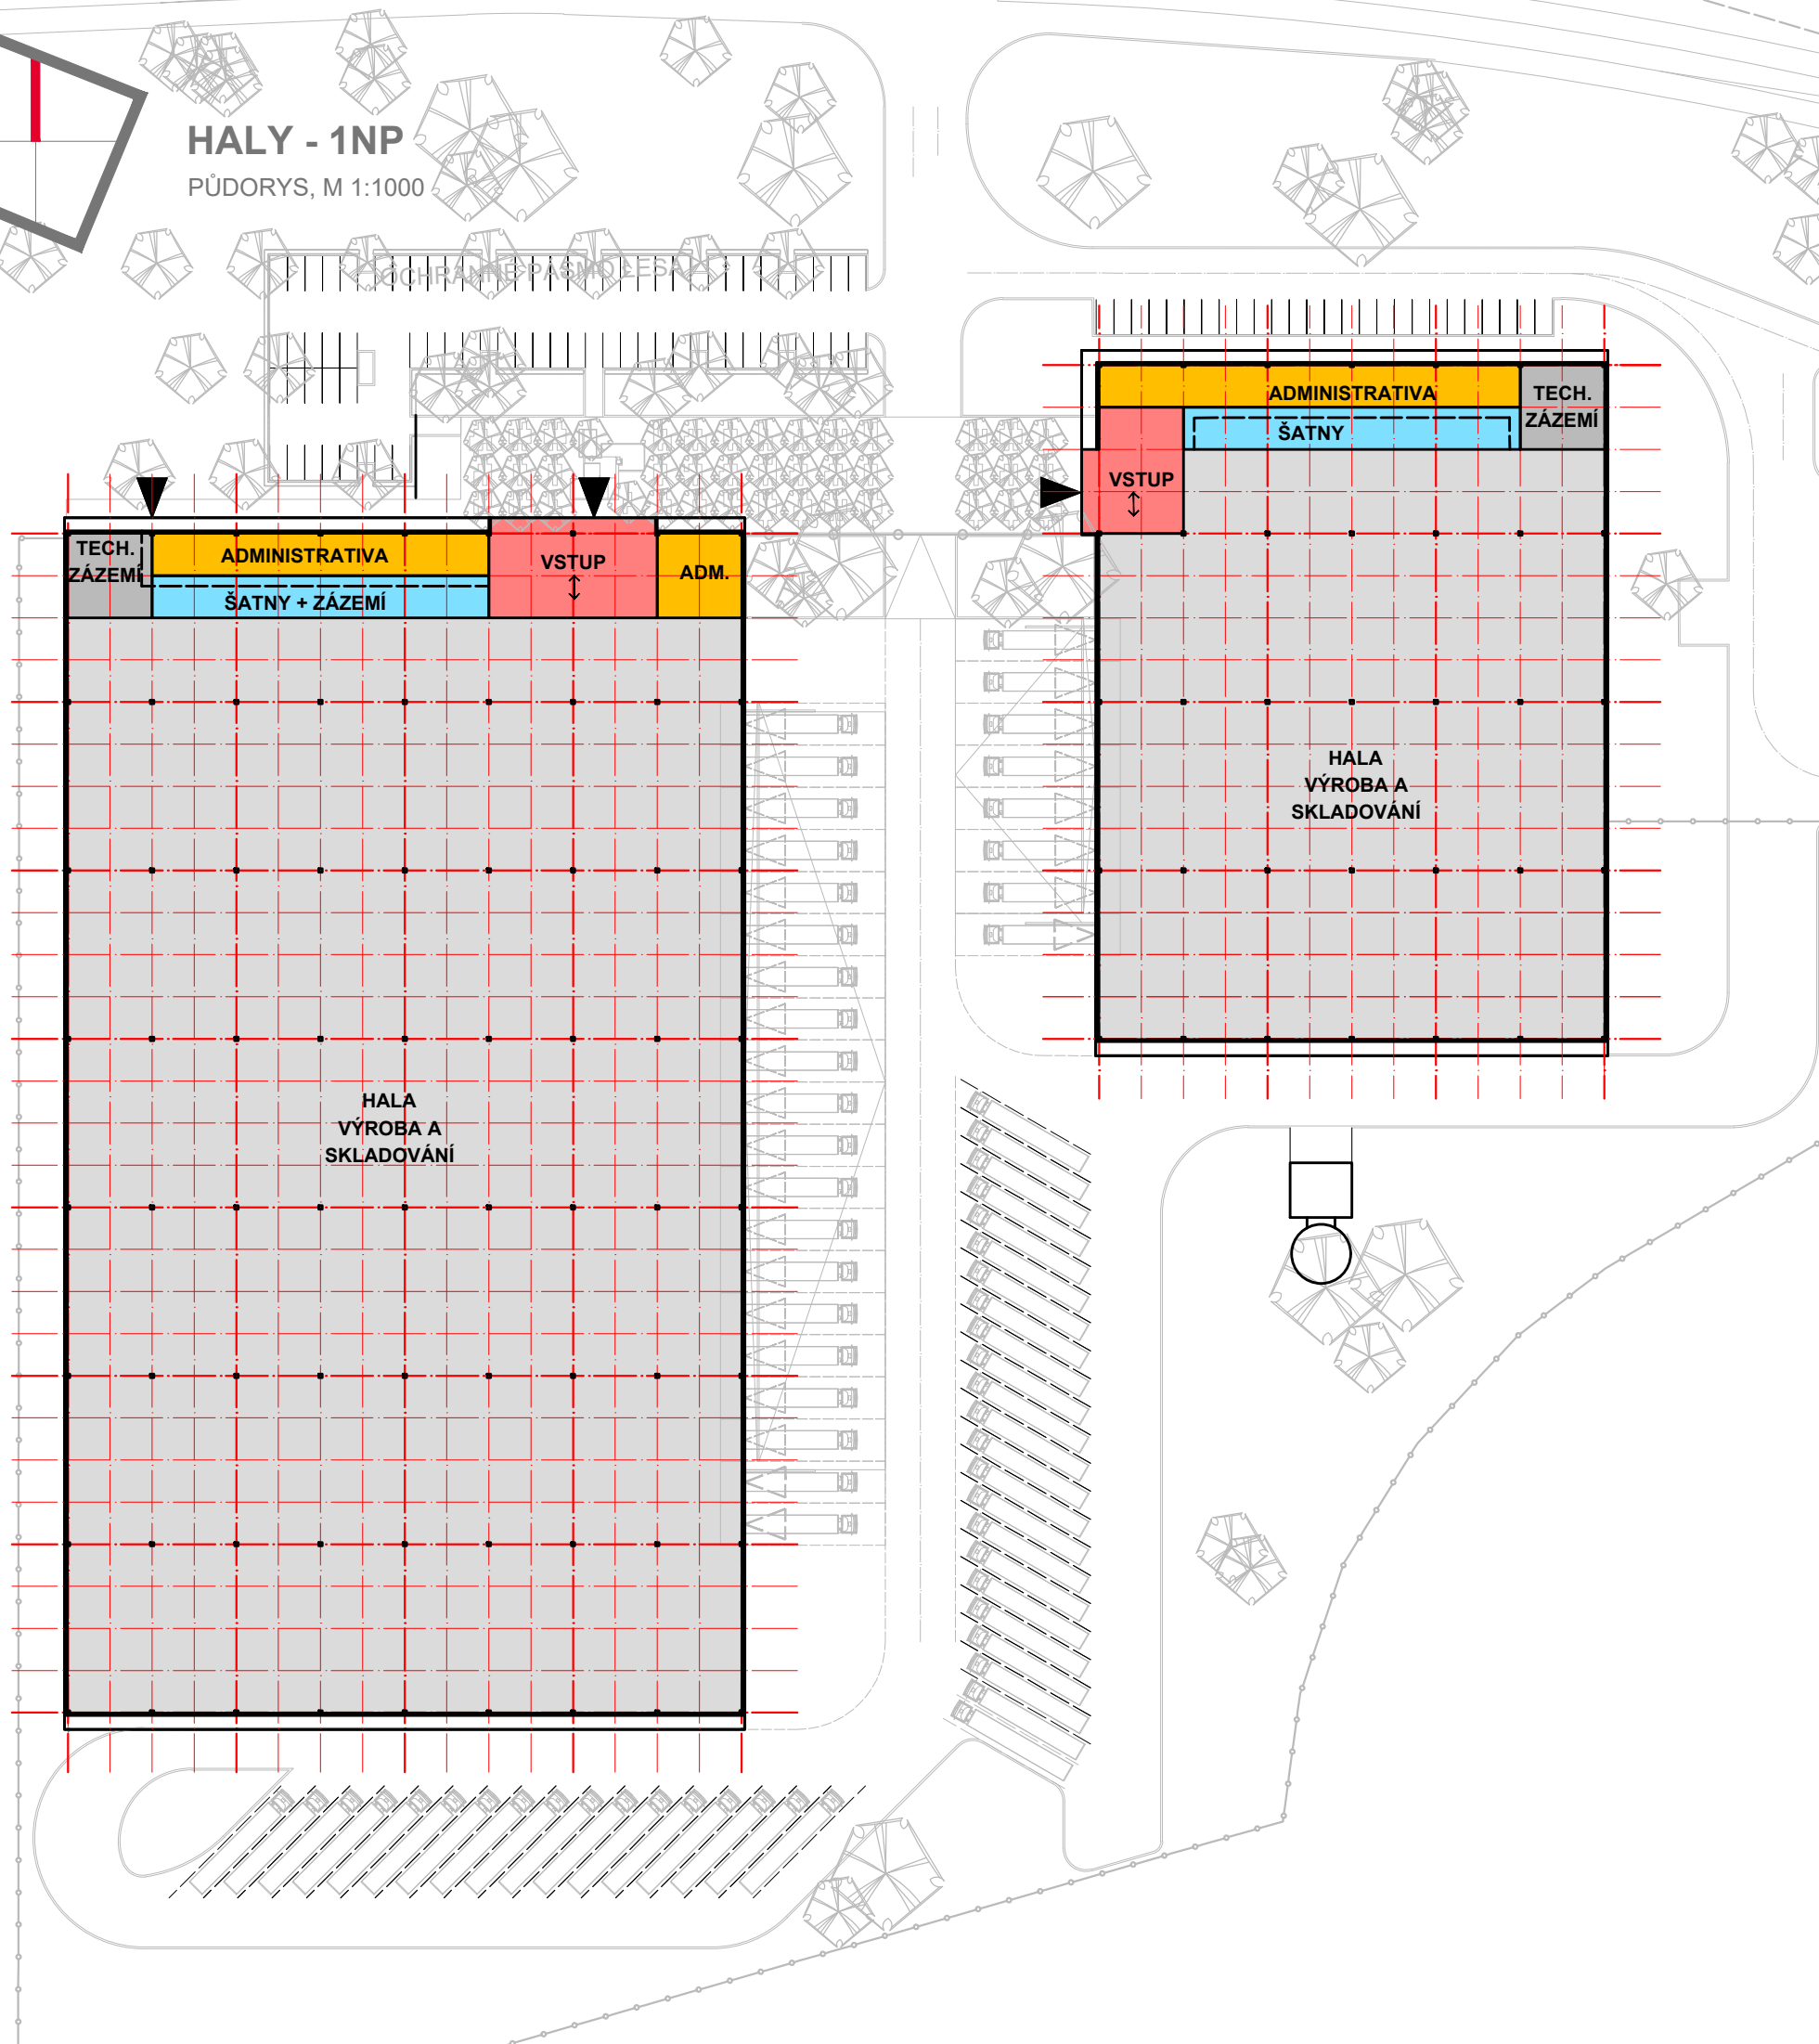 HALY - 1NP
PŮDORYS, M 1:1000
OCHRANNÉ PÁSMO LESA
ADMINISTRATIVA
TECH.
ZÁZEMÍ
ŠATNY
VSTUP
TECH.
ZÁZEMÍ
ADMINISTRATIVA
ŠATNY + ZÁZEMÍ
VSTUP
ADM.
HALA
VÝROBA A
SKLADOVÁNÍ
HALA
VÝROBA A
SKLADOVÁNÍ